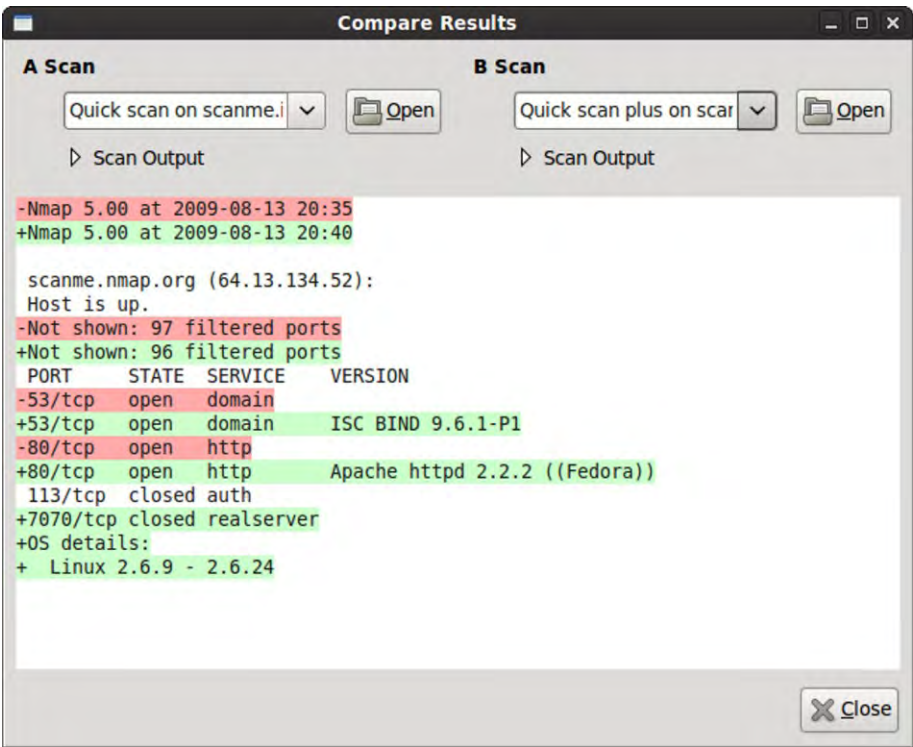 Compare Results
A Scan
B Scan
Quick scan on scanme.
Open
Quick scan plus on scan
Open
Scan Output
Scan Output
-Nmap 5.00 at 2009-08-13 20:35
+Nmap 5.00 at 2009-08-13 20:40
scanme.nmap.org (64.13.134.52):
Host is up.
-Not shown: 97 filtered ports
+Not shown: 96 filtered ports
PORT STATE SERVICE VERSION
-53/tcp open domain
+53/tcp open domain ISC BIND 9.6.1-P1
-80/tcp open http
+80/tcp open http Apache httpd 2.2.2 ((Fedora))
113/tcp closed auth
+7070/tcp closed realserver
+OS details:
+ Linux 2.6.9 - 2.6.24
Close